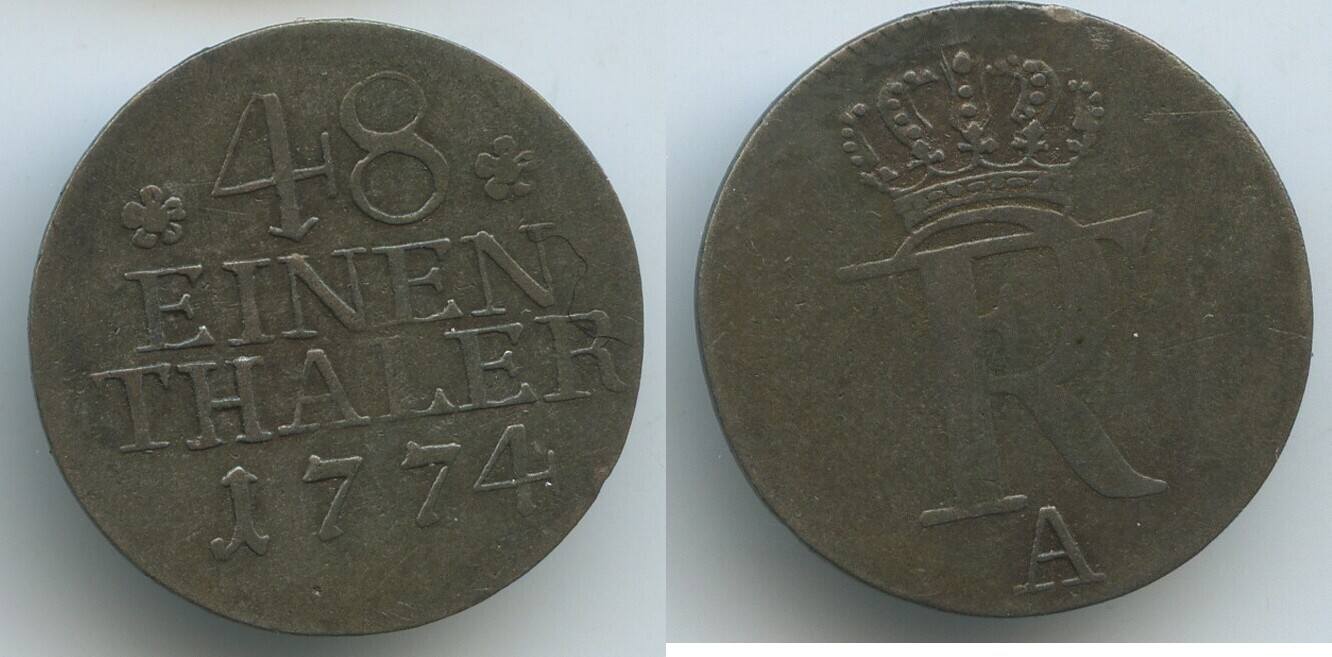 48
EINEN
THALER
1774
FR
A